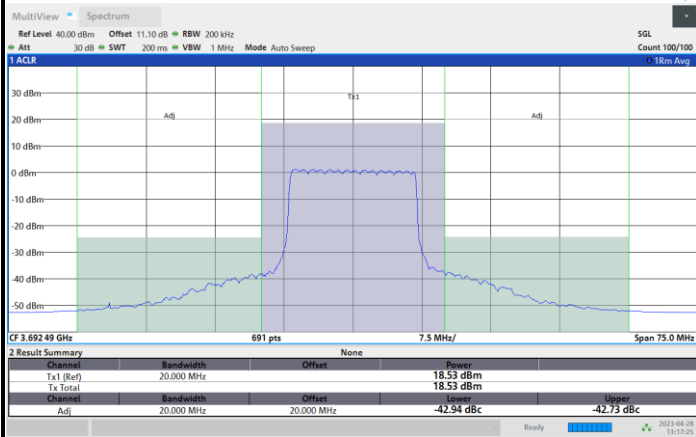 MultiView Spectrum
Ref Level 40.00 dBm Offset 11.10 dB RBW 200 kHz SGL
Att 30 dB SWT 200 ms VBW 1 MHz Mode Auto Sweep Count 100/100
1 ACLR 1Rm Avg
30 dBm
Tx1
20 dBm
Adj Adj
10 dBm
0 dBm
-10 dBm
-20 dBm
-30 dBm
-40 dBm
-50 dBm
CF 3.692 49 GHz 691 pts 7.5 MHz/ Span 75.0 MHz
2 Result Summary None
Channel Bandwidth Offset Power
Tx1 (Ref) 20.000 MHz 18.53 dBm
Tx Total 18.53 dBm
Channel Bandwidth Offset Lower Upper
Adj 20.000 MHz 20.000 MHz -42.94 dBc -42.73 dBc
Ready 2023-04-28
13:17:25